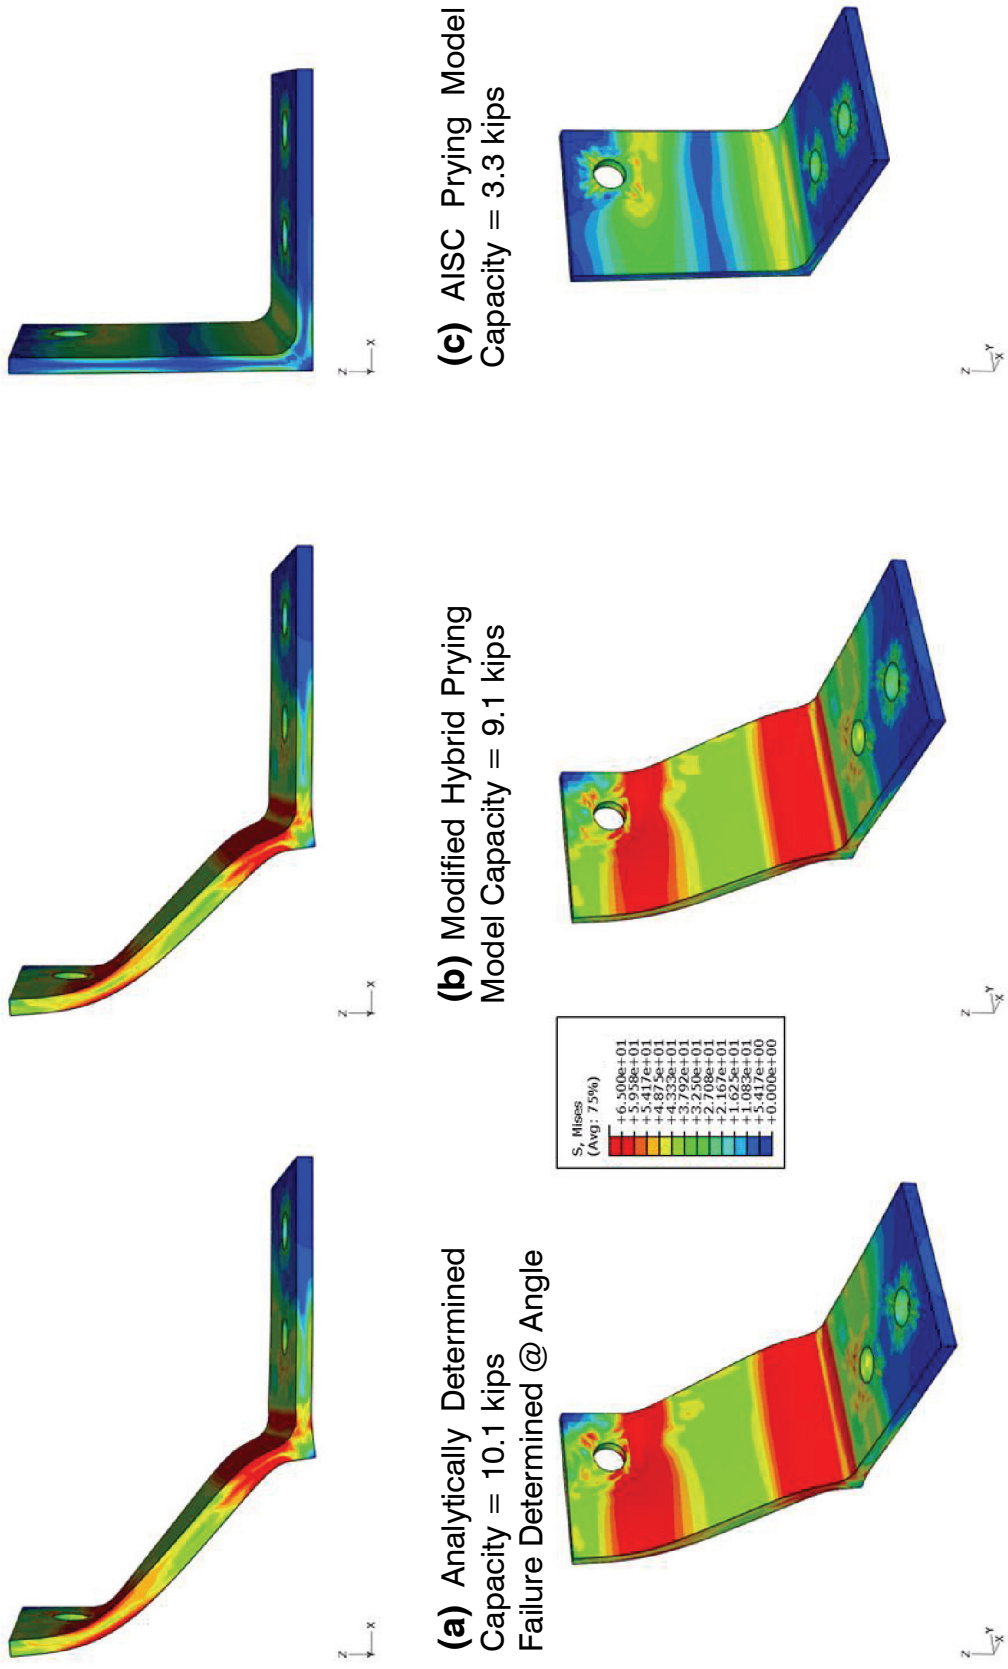 (a) Analytically Determined
Capacity = 10.1 kips
Failure Determined @ Angle
(b) Modified Hybrid Prying
Model Capacity = 9.1 kips
(c) AISC Prying Model
Capacity = 3.3 kips
S, Mises
(Avg: 75%)
+6.500e+01
+5.958e+01
+5.417e+01
+4.875e+01
+4.333e+01
+3.792e+01
+3.250e+01
+2.708e+01
+2.167e+01
+1.625e+01
+1.083e+01
+5.417e+00
+0.000e+00
Z
X
Z
X
Z
X
Z
Y
X
Z
Y
X
Z
Y
X